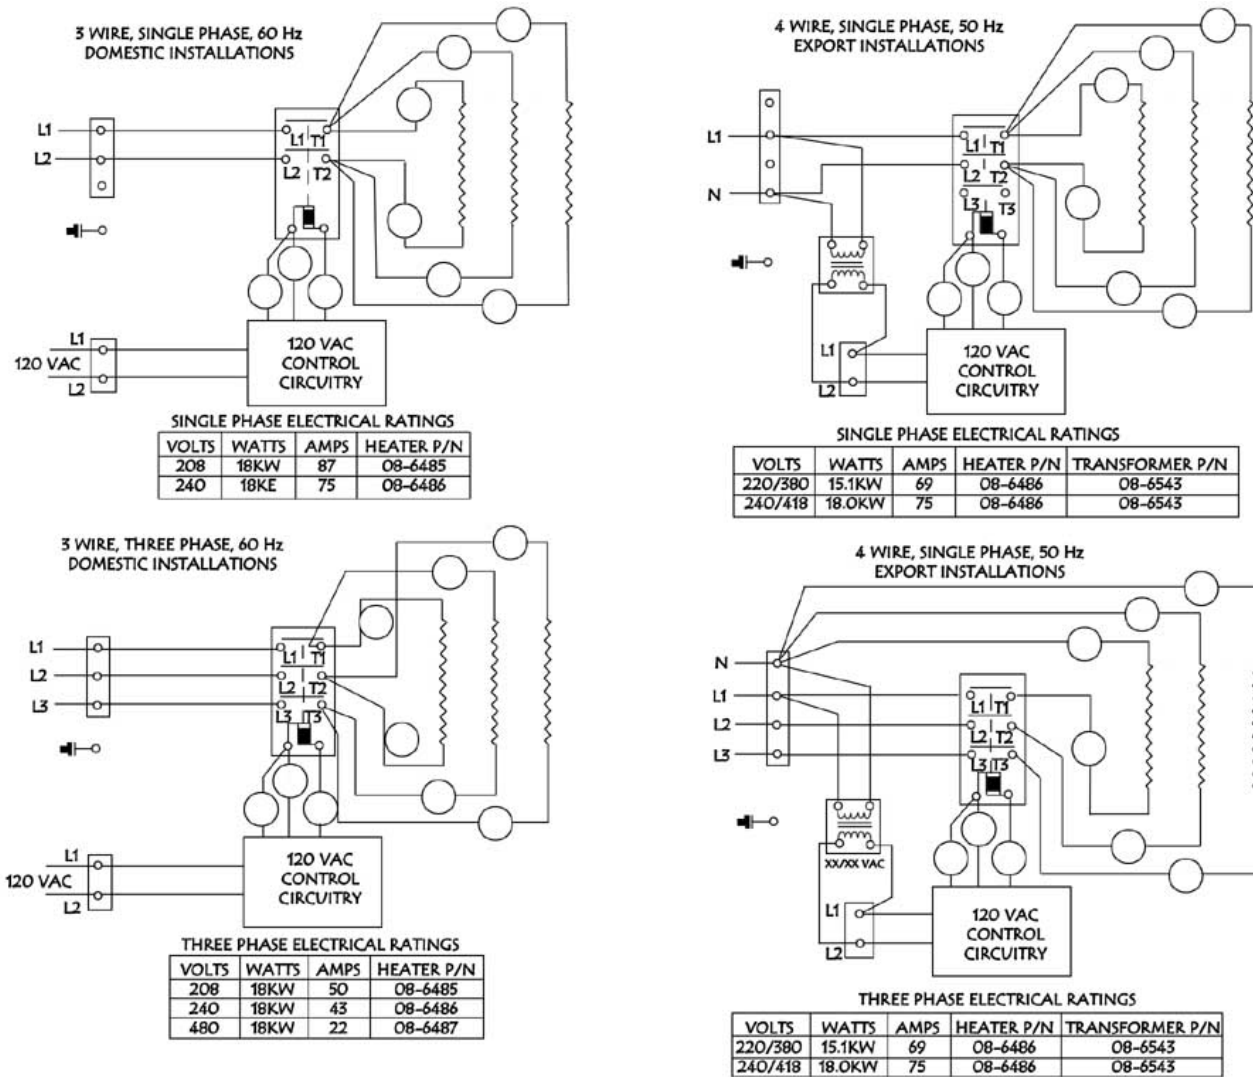 3 WIRE, SINGLE PHASE, 60 Hz
DOMESTIC INSTALLATIONS
L1
L2
L1 T1
L2 T2
L1
120 VAC
L2
120 VAC
CONTROL
CIRCUITRY
SINGLE PHASE ELECTRICAL RATINGS
VOLTS WATTS AMPS HEATER P/N
208 18KW 87 08-6485
240 18KE 75 08-6486
4 WIRE, SINGLE PHASE, 50 Hz
EXPORT INSTALLATIONS
L1
N
L1 T1
L2 T2
L3 T3
L1
L2
120 VAC
CONTROL
CIRCUITRY
SINGLE PHASE ELECTRICAL RATINGS
VOLTS WATTS AMPS HEATER P/N TRANSFORMER P/N
220/380 15.1KW 69 08-6486 08-6543
240/418 18.0KW 75 08-6486 08-6543
3 WIRE, THREE PHASE, 60 Hz
DOMESTIC INSTALLATIONS
L1
L2
L3
L1 T1
L2 T2
L3 T3
L1
120 VAC
L2
120 VAC
CONTROL
CIRCUITRY
THREE PHASE ELECTRICAL RATINGS
VOLTS WATTS AMPS HEATER P/N
208 18KW 50 08-6485
240 18KW 43 08-6486
480 18KW 22 08-6487
4 WIRE, SINGLE PHASE, 50 Hz
EXPORT INSTALLATIONS
N
L1
L2
L3
L1 T1
L2 T2
L3 T3
XX/XX VAC
L1
L2
120 VAC
CONTROL
CIRCUITRY
THREE PHASE ELECTRICAL RATINGS
VOLTS WATTS AMPS HEATER P/N TRANSFORMER P/N
220/380 15.1KW 69 08-6486 08-6543
240/418 18.0KW 75 08-6486 08-6543